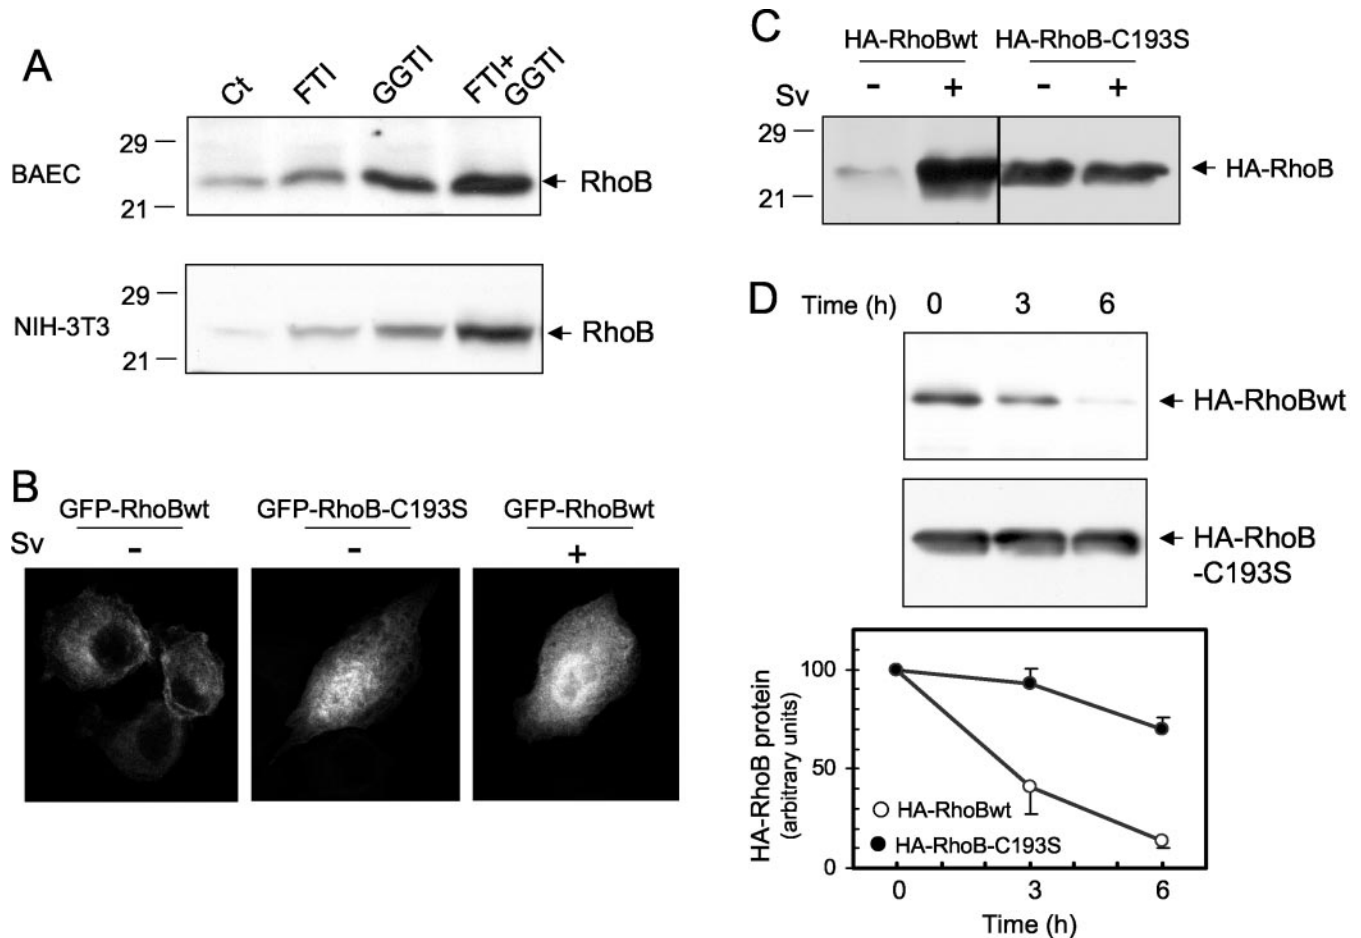 A
Ct FTI GGTI FTI+ GGTI
29
BAEC
RhoB
21
29
NIH-3T3
RhoB
21
B
GFP-RhoBwt GFP-RhoB-C193S GFP-RhoBwt
Sv - - +
C
HA-RhoBwt HA-RhoB-C193S
Sv - + - +
29
HA-RhoB
21
D
Time (h) 0 3 6
HA-RhoBwt
HA-RhoB
-C193S
HA-RhoB protein
(arbitrary units)
100
50
0
HA-RhoBwt
HA-RhoB-C193S
0 3 6
Time (h)